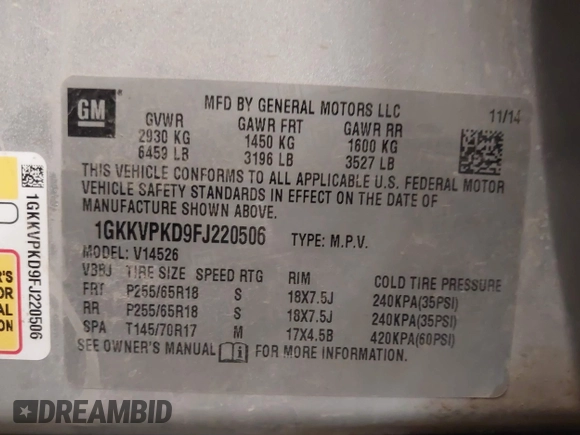 GM
MFD BY GENERAL MOTORS LLC
11/14
GVWR GAWR FRT GAWR RR
2930 KG 1450 KG 1600 KG
6459 LB 3196 LB 3527 LB
THIS VEHICLE CONFORMS TO ALL APPLICABLE U.S. FEDERAL MOTOR
VEHICLE SAFETY STANDARDS IN EFFECT ON THE DATE OF
MANUFACTURE SHOWN ABOVE.
1GKKVPKD9FJ220506 TYPE: M.P.V.
MODEL: V14526
V3BJ TIRE SIZE SPEED RTG RIM COLD TIRE PRESSURE
FRT P255/65R18 S 18X7.5J 240KPA(35PSI)
RR P255/65R18 S 18X7.5J 240KPA(35PSI)
SPA T145/70R17 M 17X4.5B 420KPA(60PSI)
SEE OWNER'S MANUAL i FOR MORE INFORMATION.
1GKKVPKD9FJ220506
DREAMBID